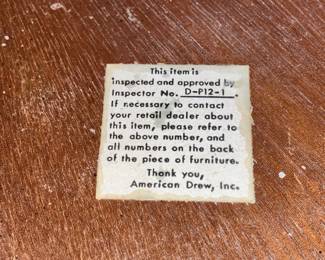 This item is
inspected and approved by
Inspector No. D-P12-1.
If necessary to contact
your retail dealer about
this item, please refer to
the above number, and
all numbers on the back
of the piece of furniture.
Thank you,
American Drew, Inc.